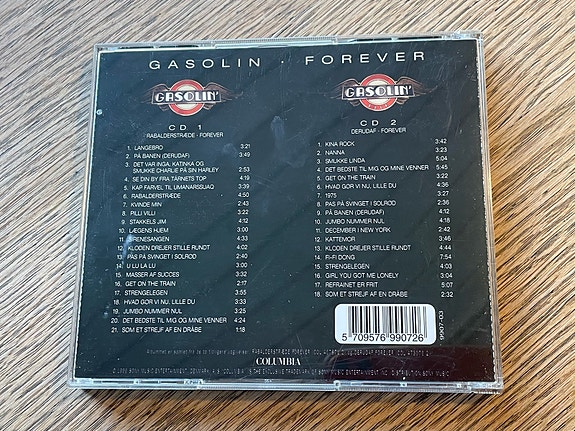 GASOLIN · FOREVER
GASOLIN'
GASOLIN'
CD 1
RABALDERSTRÆDE - FOREVER
1. LANGEBRO 3:21
2. PÅ BANEN (DERUDAF) 3:49
3. DET VAR INGA, KATINKA OG
SMUKKE CHARLIE PÅ SIN HARLEY 2:53
4. SE DIN BY FRA TÅRNETS TOP 4:19
5. KAP FARVEL TIL UMANARSSUAQ 3:39
6. RABALDERSTRÆDE 4:50
7. KVINDE MIN 2:43
8. PILLI VILLI 3:22
9. STAKKELS JIM 4:12
10. LÆGENS HJEM 3:00
11. SIRENESANGEN 4:33
12. KLODEN DREJER STILLE RUNDT 4:02
13. PAS PÅ SVINGET I SOLRØD 2:40
14. U LU LA LU 3:00
15. MASSER AF SUCCES 3:32
16. GET ON THE TRAIN 2:17
17. STRENGELEGEN 3:35
18. HVAD GØR VI NU, LILLE DU 3:33
19. JUMBO NUMMER NUL 3:25
20. DET BEDSTE TIL MIG OG MINE VENNER 4:24
21. SOM ET STREJF AF EN DRÅBE 1:18
CD 2
DERUDAF - FOREVER
1. KINA ROCK 3:42
2. NANNA 3:23
3. SMUKKE LINDA 5:04
4. DET BEDSTE TIL MIG OG MINE VENNER 4:45
5. GET ON THE TRAIN 3:22
6. HVAD GØR VI NU, LILLE DU 4:36
7. 1975 3:21
8. PAS PÅ SVINGET I SOLRØD 2:38
9. PÅ BANEN (DERUDAF) 4:14
10. JUMBO NUMMER NUL 4:18
11. DECEMBER I NEW YORK 2:42
12. KATTEMOR 3:46
13. KLODEN DREJER STILLE RUNDT 4:44
14. FI-FI DONG 7:54
15. STRENGELEGEN 4:53
16. GIRL YOU GOT ME LONELY 3:04
17. REFRAINET ER FRIT 5:07
18. SOM ET STREJF AF EN DRÅBE 2:32
5 709576 990726
9907-03
COLUMBIA